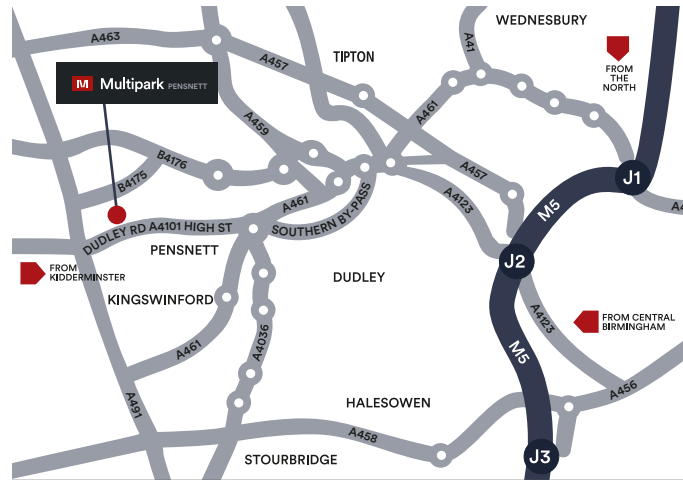 WEDNESBURY
A463
A41
TIPTON
A457
FROM
THE
NORTH
M Multipark PENSNETT
A461
A459
B4176
A457
J1
B4175
A461
A4123
M5
A4
DUDLEY RD A4101 HIGH ST
SOUTHERN BY-PASS
PENSNETT
J2
FROM
KIDDERMINSTER
DUDLEY
KINGSWINFORD
FROM CENTRAL
BIRMINGHAM
A4123
A461
A4036
M5
A491
A456
HALESOWEN
A458
STOURBRIDGE
J3